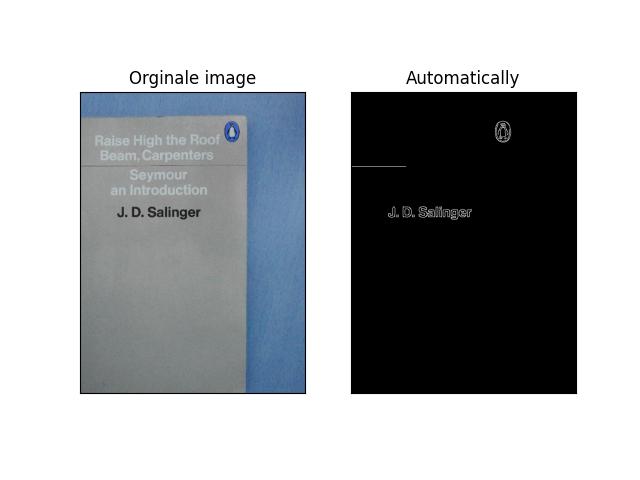 Orginale image
Automatically
Raise High the Roof
Beam, Carpenters
Seymour
an Introduction
J. D. Salinger
J. D. Salinger